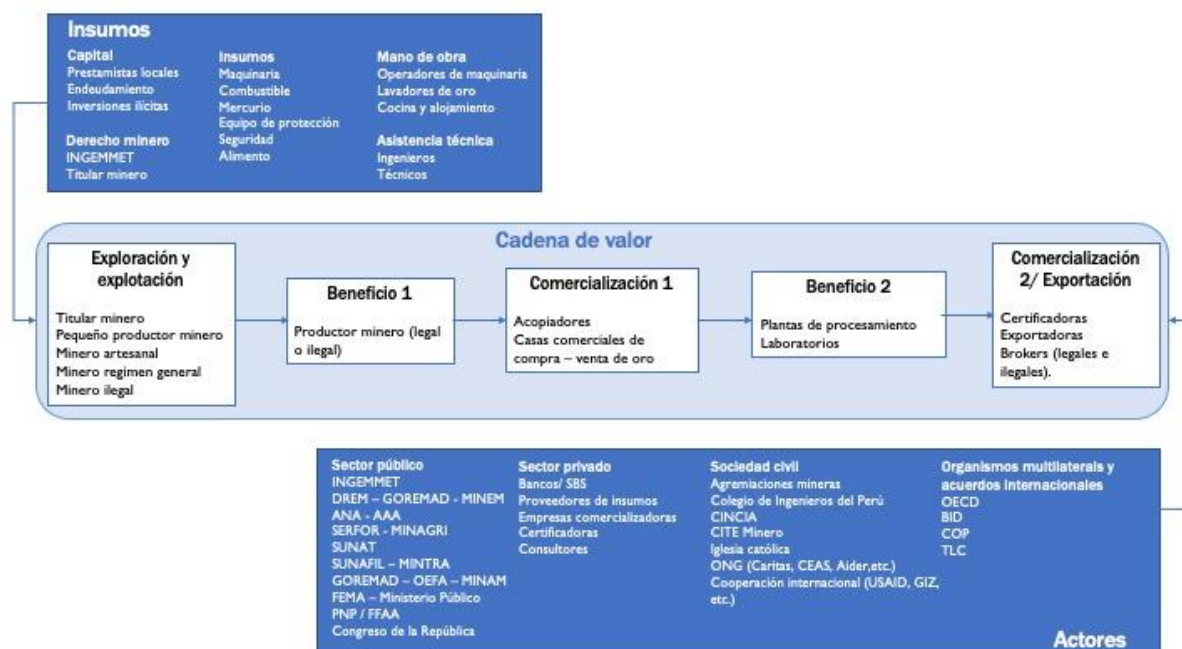 Insumos
Capital
Prestamistas locales
Endeudamiento
Inversiones ilícitas
Derecho minero
INGEMMET
Titular minero
Insumos
Maquinaria
Combustible
Mercurio
Equipo de protección
Seguridad
Alimento
Mano de obra
Operadores de maquinaria
Lavadores de oro
Cocina y alojamiento
Asistencia técnica
Ingenieros
Técnicos
Cadena de valor
Exploración y
explotación
Titular minero
Pequeño productor minero
Minero artesanal
Minero regimen general
Minero ilegal
Beneficio 1
Productor minero (legal
o ilegal)
Comercialización 1
Acopiadores
Casas comerciales de
compra – venta de oro
Beneficio 2
Plantas de procesamiento
Laboratorios
Comercialización
2/ Exportación
Certificadoras
Exportadoras
Brokers (legales e
ilegales).
Sector público
INGEMMET
DREM – GOREMAD - MINEM
ANA - AAA
SERFOR - MINAGRI
SUNAT
SUNAFIL – MINTRA
GOREMAD – OEFA – MINAM
FEMA – Ministerio Público
PNP / FFAA
Congreso de la República
Sector privado
Bancos/ SBS
Proveedores de insumos
Empresas comercializadoras
Certificadoras
Consultores
Sociedad civil
Agremiaciones mineras
Colegio de Ingenieros del Perú
CINCIA
CITE Minero
Iglesia católica
ONG (Caritas, CEAS, Aider,etc.)
Cooperación internacional (USAID, GIZ,
etc.)
Organismos multilaterals y
acuerdos internacionales
OECD
BID
COP
TLC
Actores